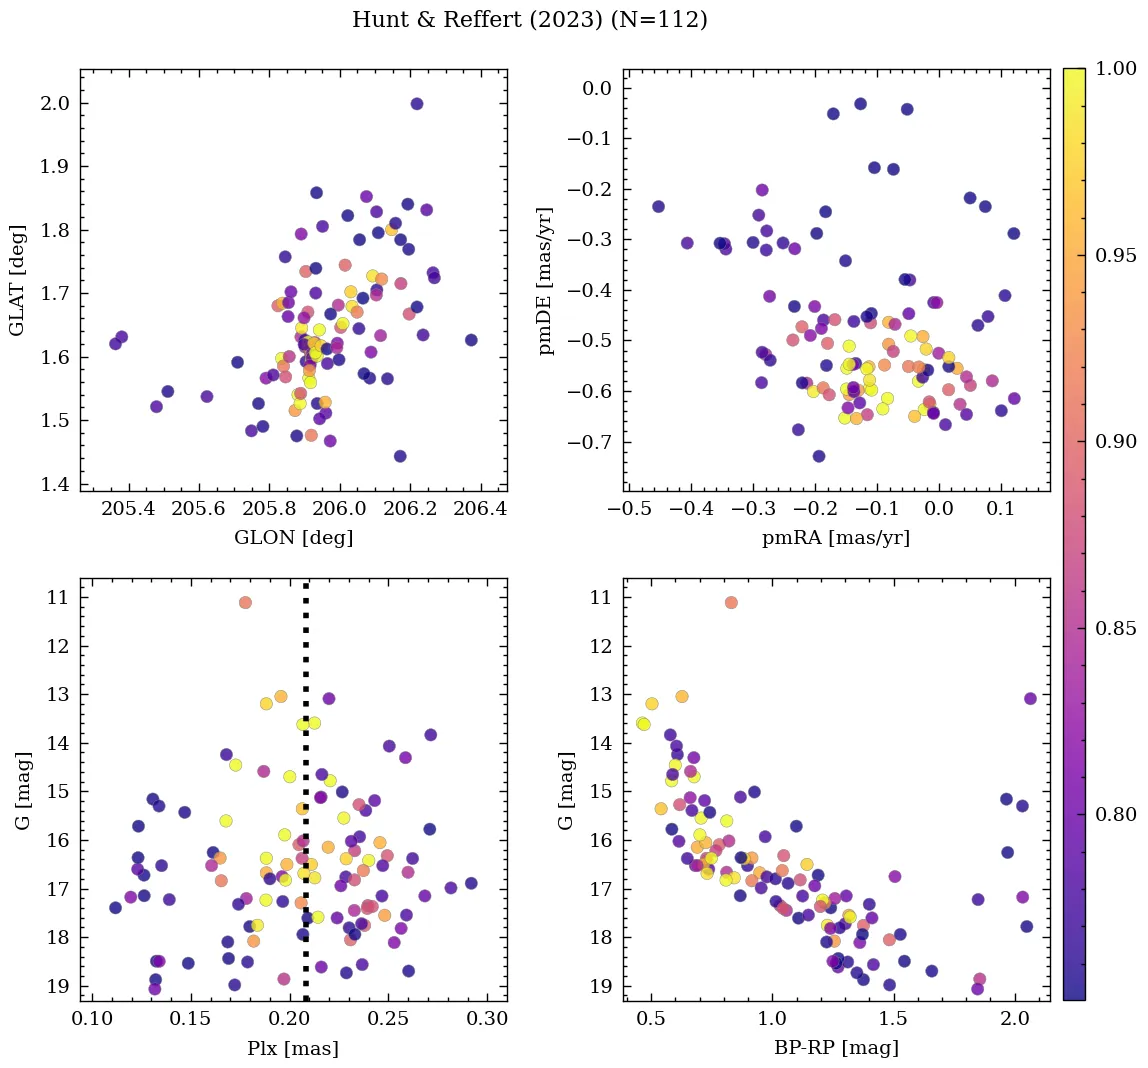 Hunt & Reffert (2023) (N=112)
2.0
1.9
1.8
1.7
1.6
1.5
1.4
GLAT [deg]
205.4 205.6 205.8 206.0 206.2 206.4
GLON [deg]
0.0
−0.1
−0.2
−0.3
−0.4
−0.5
−0.6
−0.7
pmDE [mas/yr]
−0.5 −0.4 −0.3 −0.2 −0.1 0.0 0.1
pmRA [mas/yr]
1.00
0.95
0.90
0.85
0.80
11
12
13
14
15
16
17
18
19
G [mag]
0.10 0.15 0.20 0.25 0.30
Plx [mas]
11
12
13
14
15
16
17
18
19
G [mag]
0.5 1.0 1.5 2.0
BP-RP [mag]